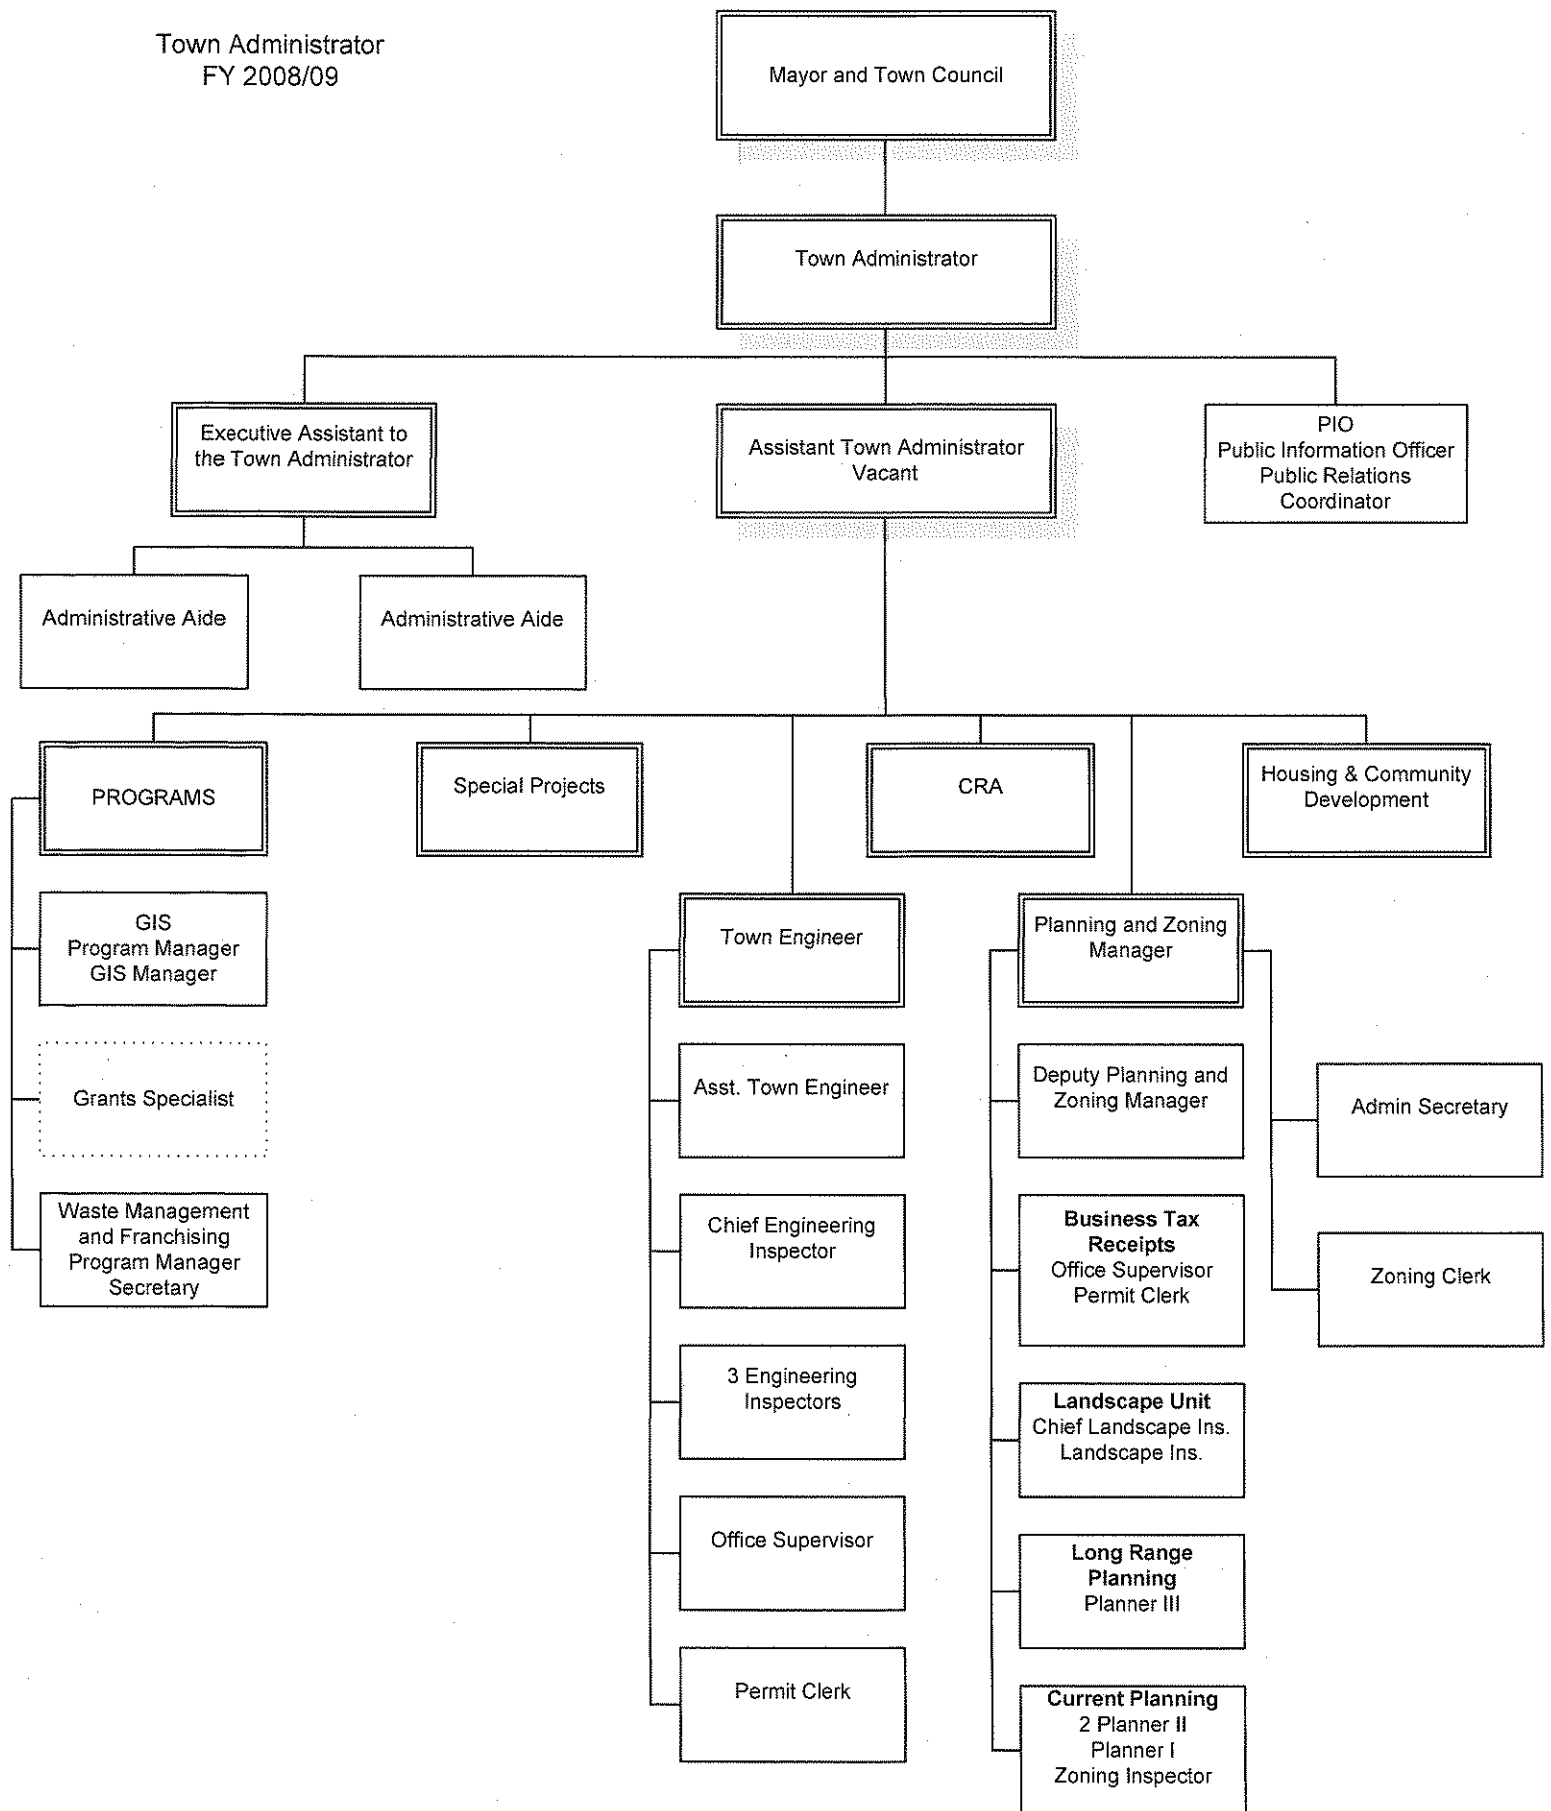 Town Administrator
FY 2008/09
Mayor and Town Council
Town Administrator
Executive Assistant to
the Town Administrator
Assistant Town Administrator
Vacant
PIO
Public Information Officer
Public Relations
Coordinator
Administrative Aide
Administrative Aide
PROGRAMS
Special Projects
CRA
Housing & Community
Development
GIS
Program Manager
GIS Manager
Grants Specialist
Waste Management
and Franchising
Program Manager
Secretary
Town Engineer
Asst. Town Engineer
Chief Engineering
Inspector
3 Engineering
Inspectors
Office Supervisor
Permit Clerk
Planning and Zoning
Manager
Deputy Planning and
Zoning Manager
Business Tax
Receipts
Office Supervisor
Permit Clerk
Landscape Unit
Chief Landscape Ins.
Landscape Ins.
Long Range
Planning
Planner III
Current Planning
2 Planner II
Planner I
Zoning Inspector
Admin Secretary
Zoning Clerk